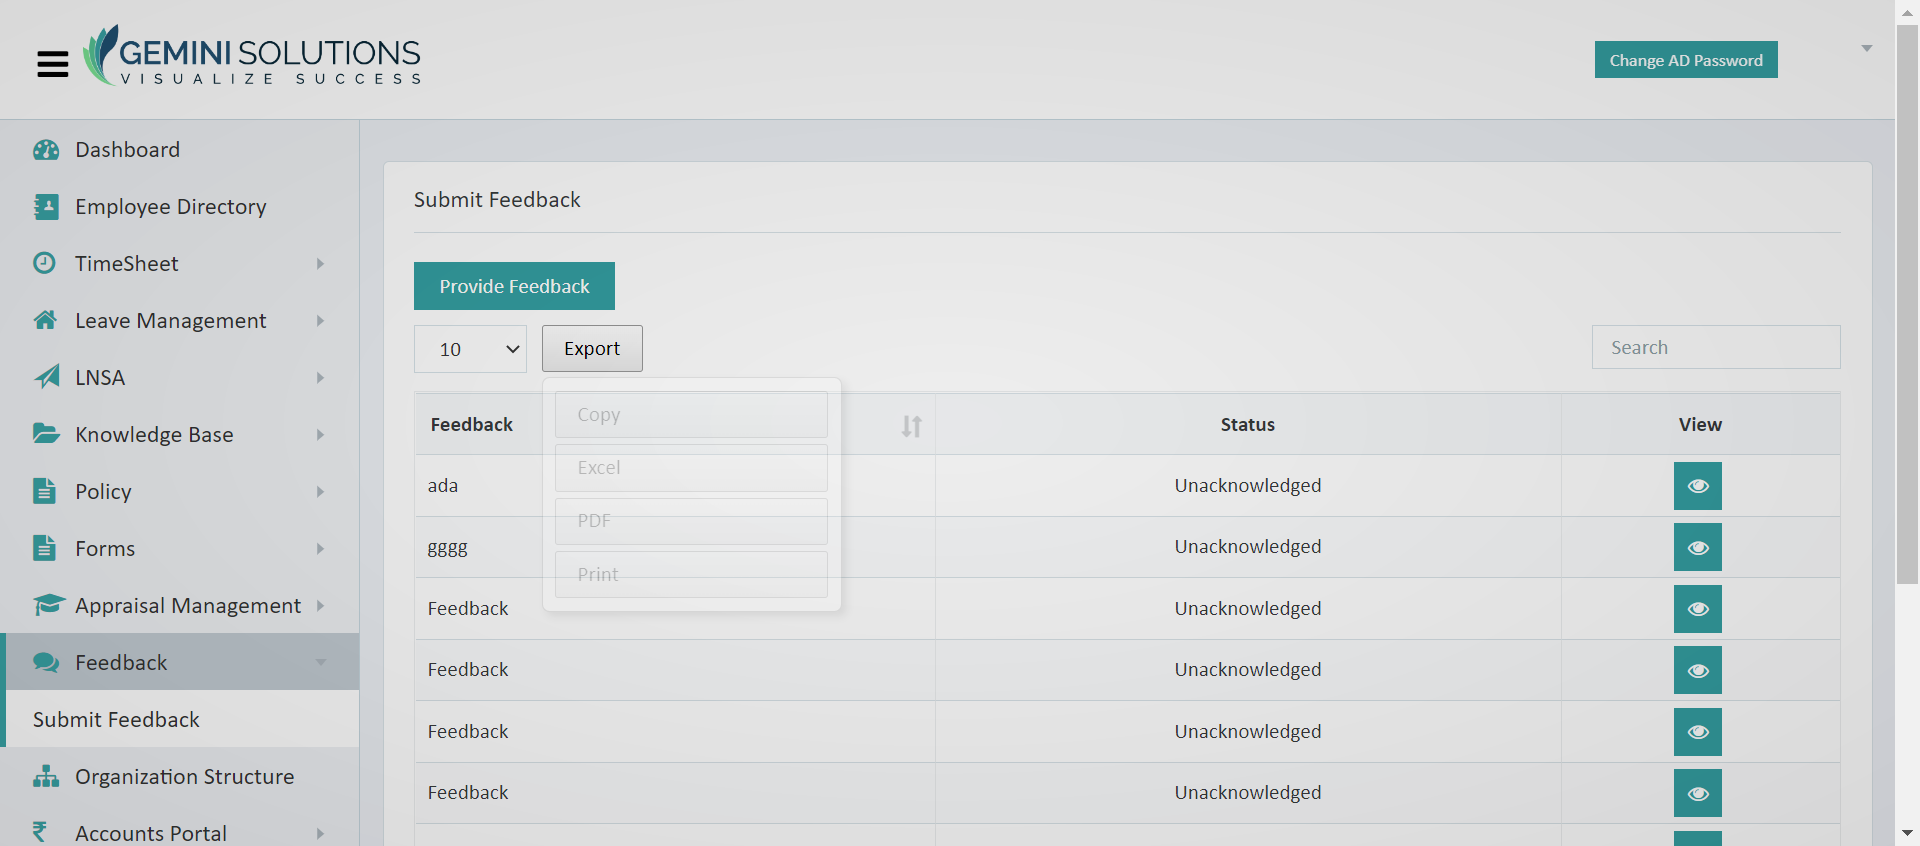 GEMINI SOLUTIONS
VISUALIZE SUCCESS
Change AD Password
Dashboard
Employee Directory
TimeSheet
Leave Management
LNSA
Knowledge Base
Policy
Forms
Appraisal Management
Feedback
Submit Feedback
Organization Structure
Accounts Portal
Submit Feedback
Provide Feedback
10
Export
Search
Copy
Excel
PDF
Print
Feedback Status View
ada Unacknowledged
gggg Unacknowledged
Feedback Unacknowledged
Feedback Unacknowledged
Feedback Unacknowledged
Feedback Unacknowledged